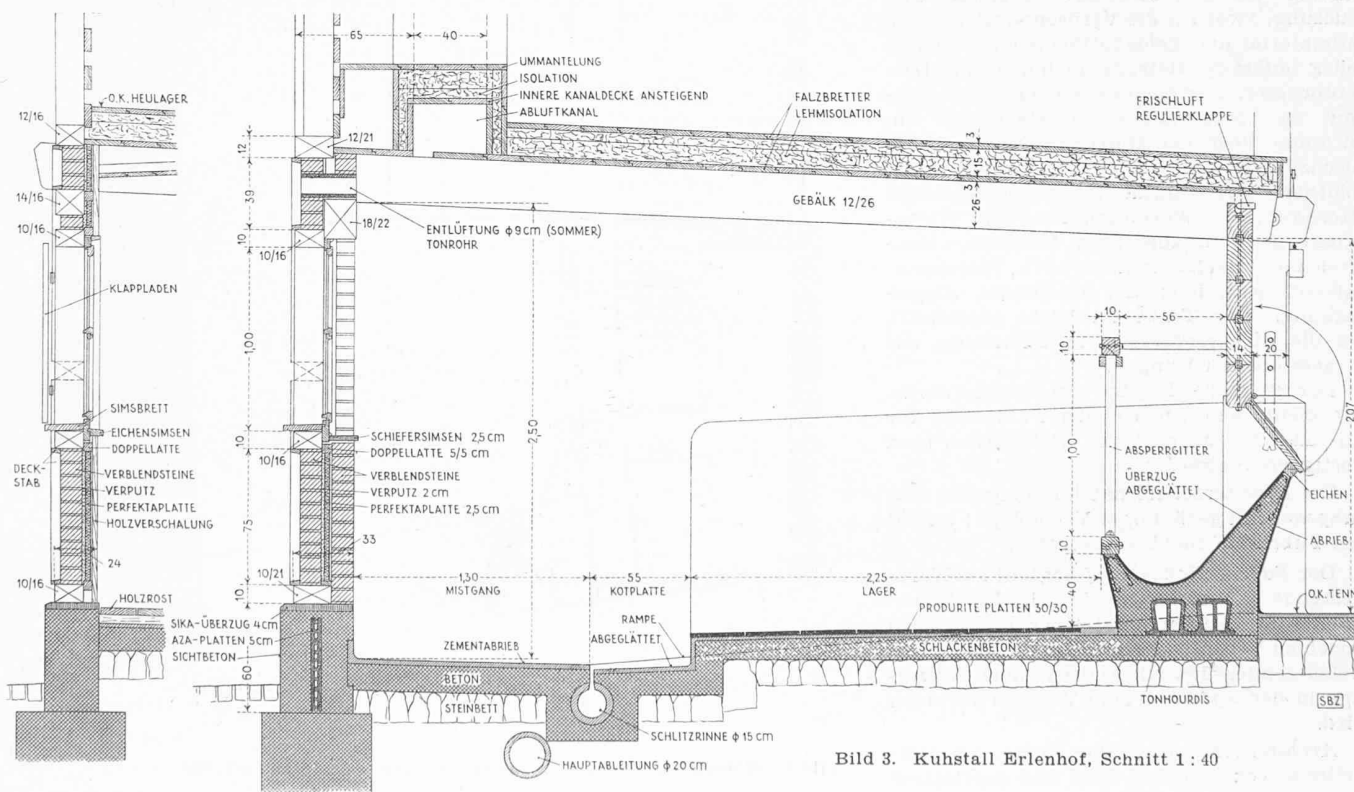 65
40
UMMANTELUNG
ISOLATION
INNERE KANALDECKE ANSTEIGEND
ABLUFTKANAL
O.K. HEULAGER
12/16
12
12/21
FALZBRETTER
LEHMISOLATION
FRISCHLUFT
REGULIERKLAPPE
3
15
3
26
GEBÄLK 12/26
14/16
39
18/22
ENTLÜFTUNG φ 9 cm (SOMMER)
TONROHR
10/16
10
10/16
KLAPPLADEN
1,00
2,50
10
56
10
14
20
207
SIMSBRETT
EICHENSIMSEN
DOPPELLATTE
10
10/16
SCHIEFERSIMSEN 2,5 cm
DOPPELLATTE 5/5 cm
1,00
ABSPERRGITTER
DECK-
STAB
VERBLENDSTEINE
VERPUTZ
PERFEKTAPLATTE
HOLZVERSCHALUNG
VERBLENDSTEINE
VERPUTZ 2 cm
PERFEKTAPLATTE 2,5 cm
ÜBERZUG
ABGEGLÄTTET
EICHEN
75
24
33
10
ABRIEB
10/16
10/21
10
1,30
MISTGANG
55
KOTPLATTE
2,25
LAGER
40
HOLZROST
O.K. TENN
SIKA-ÜBERZUG 4 cm
AZA-PLATTEN 5 cm
SICHTBETON
PRODURITE PLATTEN 30/30
RAMPE
ABGEGLÄTTET
ZEMENTABRIEB
SCHLACKENBETON
60
BETON
STEINBETT
TONHOURDIS
SBZ
SCHLITZRINNE φ 15 cm
HAUPTABLEITUNG φ 20 cm
Bild 3. Kuhstall Erlenhof, Schnitt 1 : 40